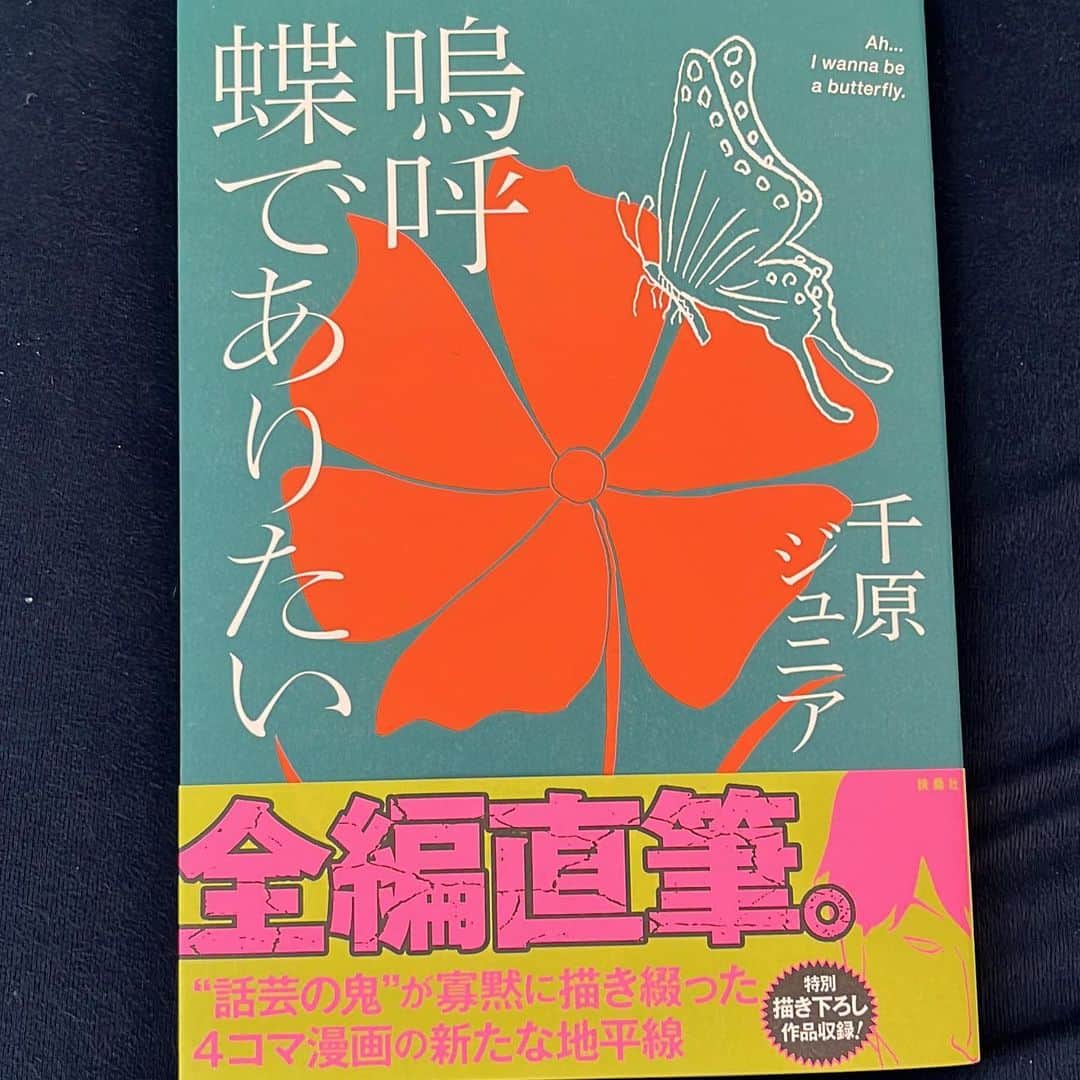 嗚呼
蝶でありたい
Ah...
I wanna be
a butterfly.
千原
ジュニア
扶桑社
全編直筆。
“話芸の鬼”が寡黙に描き綴った
4コマ漫画の新たな地平線
特別
描き下ろし
作品収録!